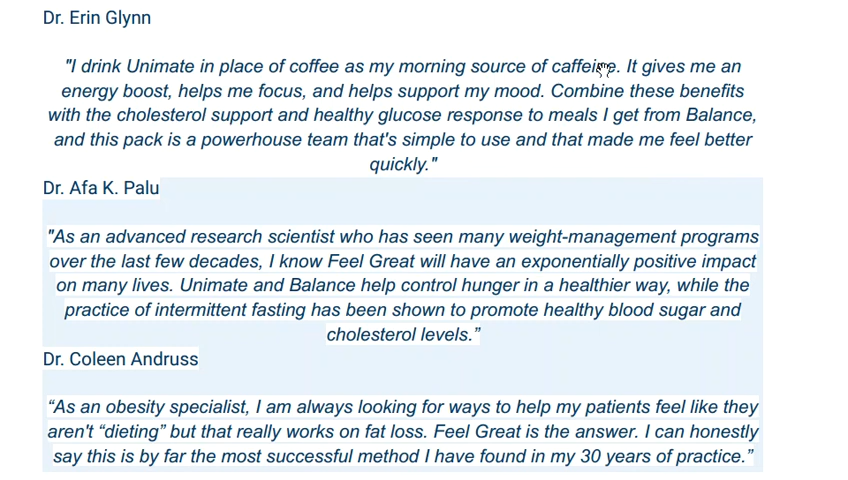 Dr. Erin Glynn
"I drink Unimate in place of coffee as my morning source of caffeine. It gives me an
energy boost, helps me focus, and helps support my mood. Combine these benefits
with the cholesterol support and healthy glucose response to meals I get from Balance,
and this pack is a powerhouse team that's simple to use and that made me feel better
quickly."
Dr. Afa K. Palu
"As an advanced research scientist who has seen many weight-management programs
over the last few decades, I know Feel Great will have an exponentially positive impact
on many lives. Unimate and Balance help control hunger in a healthier way, while the
practice of intermittent fasting has been shown to promote healthy blood sugar and
cholesterol levels.”
Dr. Coleen Andruss
“As an obesity specialist, I am always looking for ways to help my patients feel like they
aren't “dieting” but that really works on fat loss. Feel Great is the answer. I can honestly
say this is by far the most successful method I have found in my 30 years of practice.”